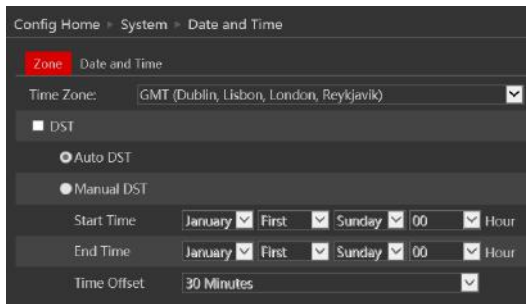 Config Home ▸ System ▸ Date and Time
Zone Date and Time
Time Zone: GMT (Dublin, Lisbon, London, Reykjavik)
DST
Auto DST
Manual DST
Start Time January First Sunday 00 Hour
End Time January First Sunday 00 Hour
Time Offset 30 Minutes